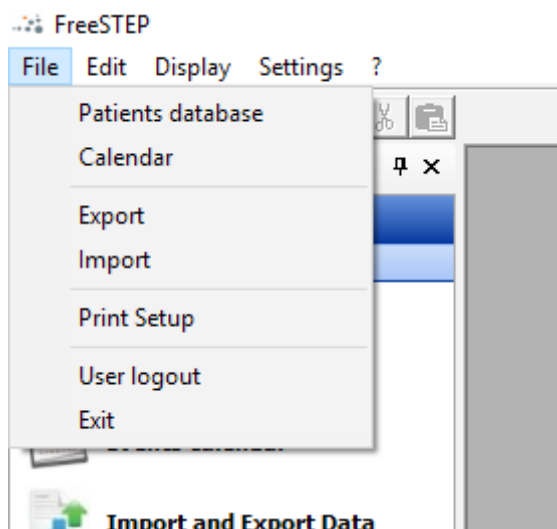 FreeSTEP
File Edit Display Settings ?
Patients database
Calendar
Export
Import
Print Setup
User logout
Exit
Import and Export Data